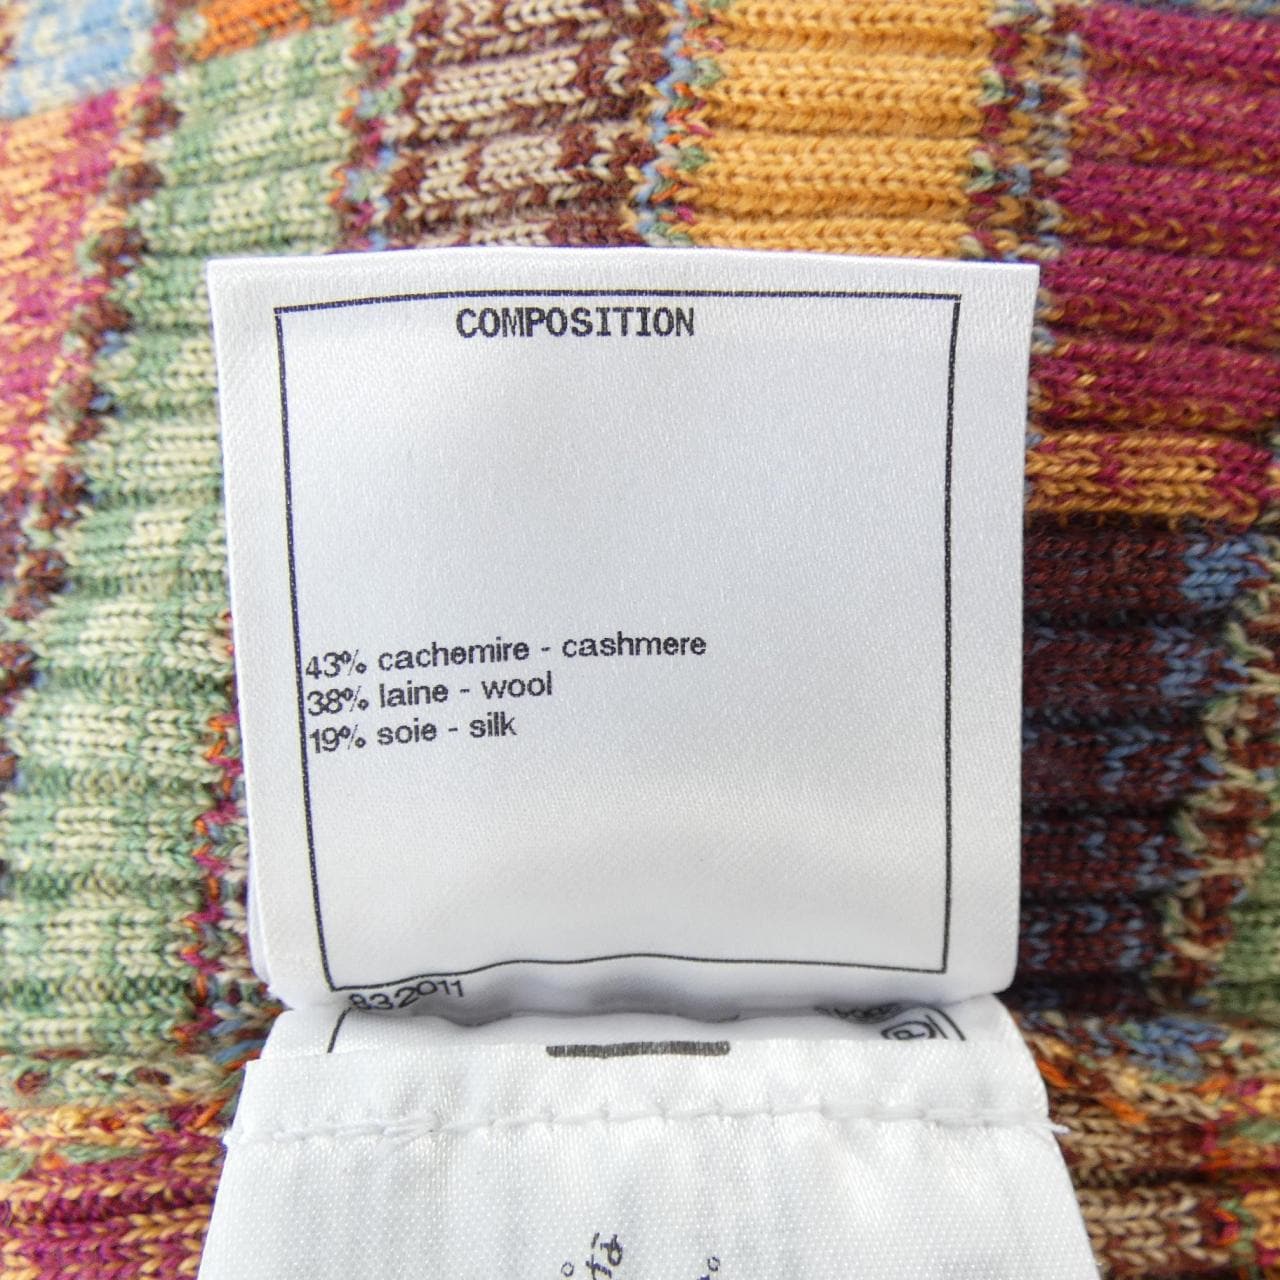 COMPOSITION
43% cachemire - cashmere
38% laine - wool
19% soie - silk
832011